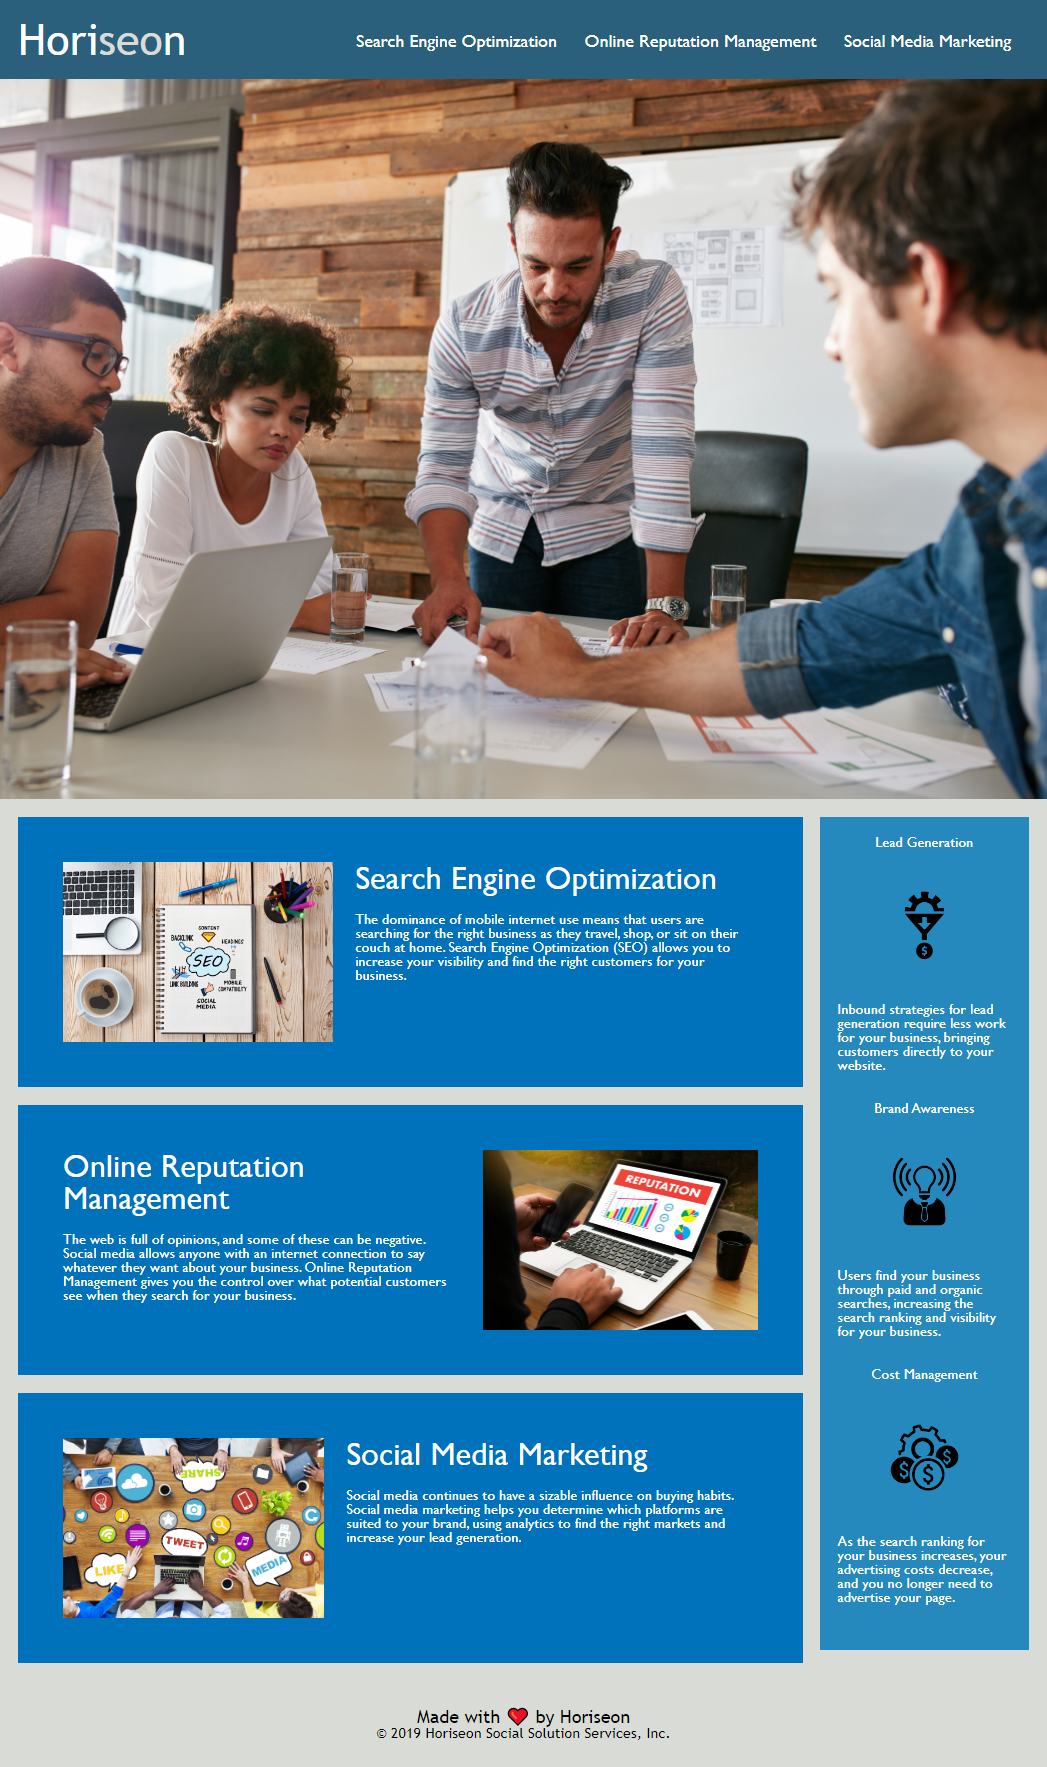 Horiseon
Search Engine Optimization
Online Reputation Management
Social Media Marketing
Search Engine Optimization
The dominance of mobile internet use means that users are
searching for the right business as they travel, shop, or sit on their
couch at home. Search Engine Optimization (SEO) allows you to
increase your visibility and find the right customers for your
business.
CONTENT
BACKLINK
HEADINGS
SEO
LINK BUILDING
MOBILE
COMPATIBILITY
SOCIAL
MEDIA
Online Reputation
Management
The web is full of opinions, and some of these can be negative.
Social media allows anyone with an internet connection to say
whatever they want about your business. Online Reputation
Management gives you the control over what potential customers
see when they search for your business.
REPUTATION
Social Media Marketing
Social media continues to have a sizable influence on buying habits.
Social media marketing helps you determine which platforms are
suited to your brand, using analytics to find the right markets and
increase your lead generation.
SHARE
TWEET
LIKE
MEDIA
Lead Generation
$
Inbound strategies for lead
generation require less work
for your business, bringing
customers directly to your
website.
Brand Awareness
Users find your business
through paid and organic
searches, increasing the
search ranking and visibility
for your business.
Cost Management
$ $ $
As the search ranking for
your business increases, your
advertising costs decrease,
and you no longer need to
advertise your page.
Made with ❤️ by Horiseon
© 2019 Horiseon Social Solution Services, Inc.